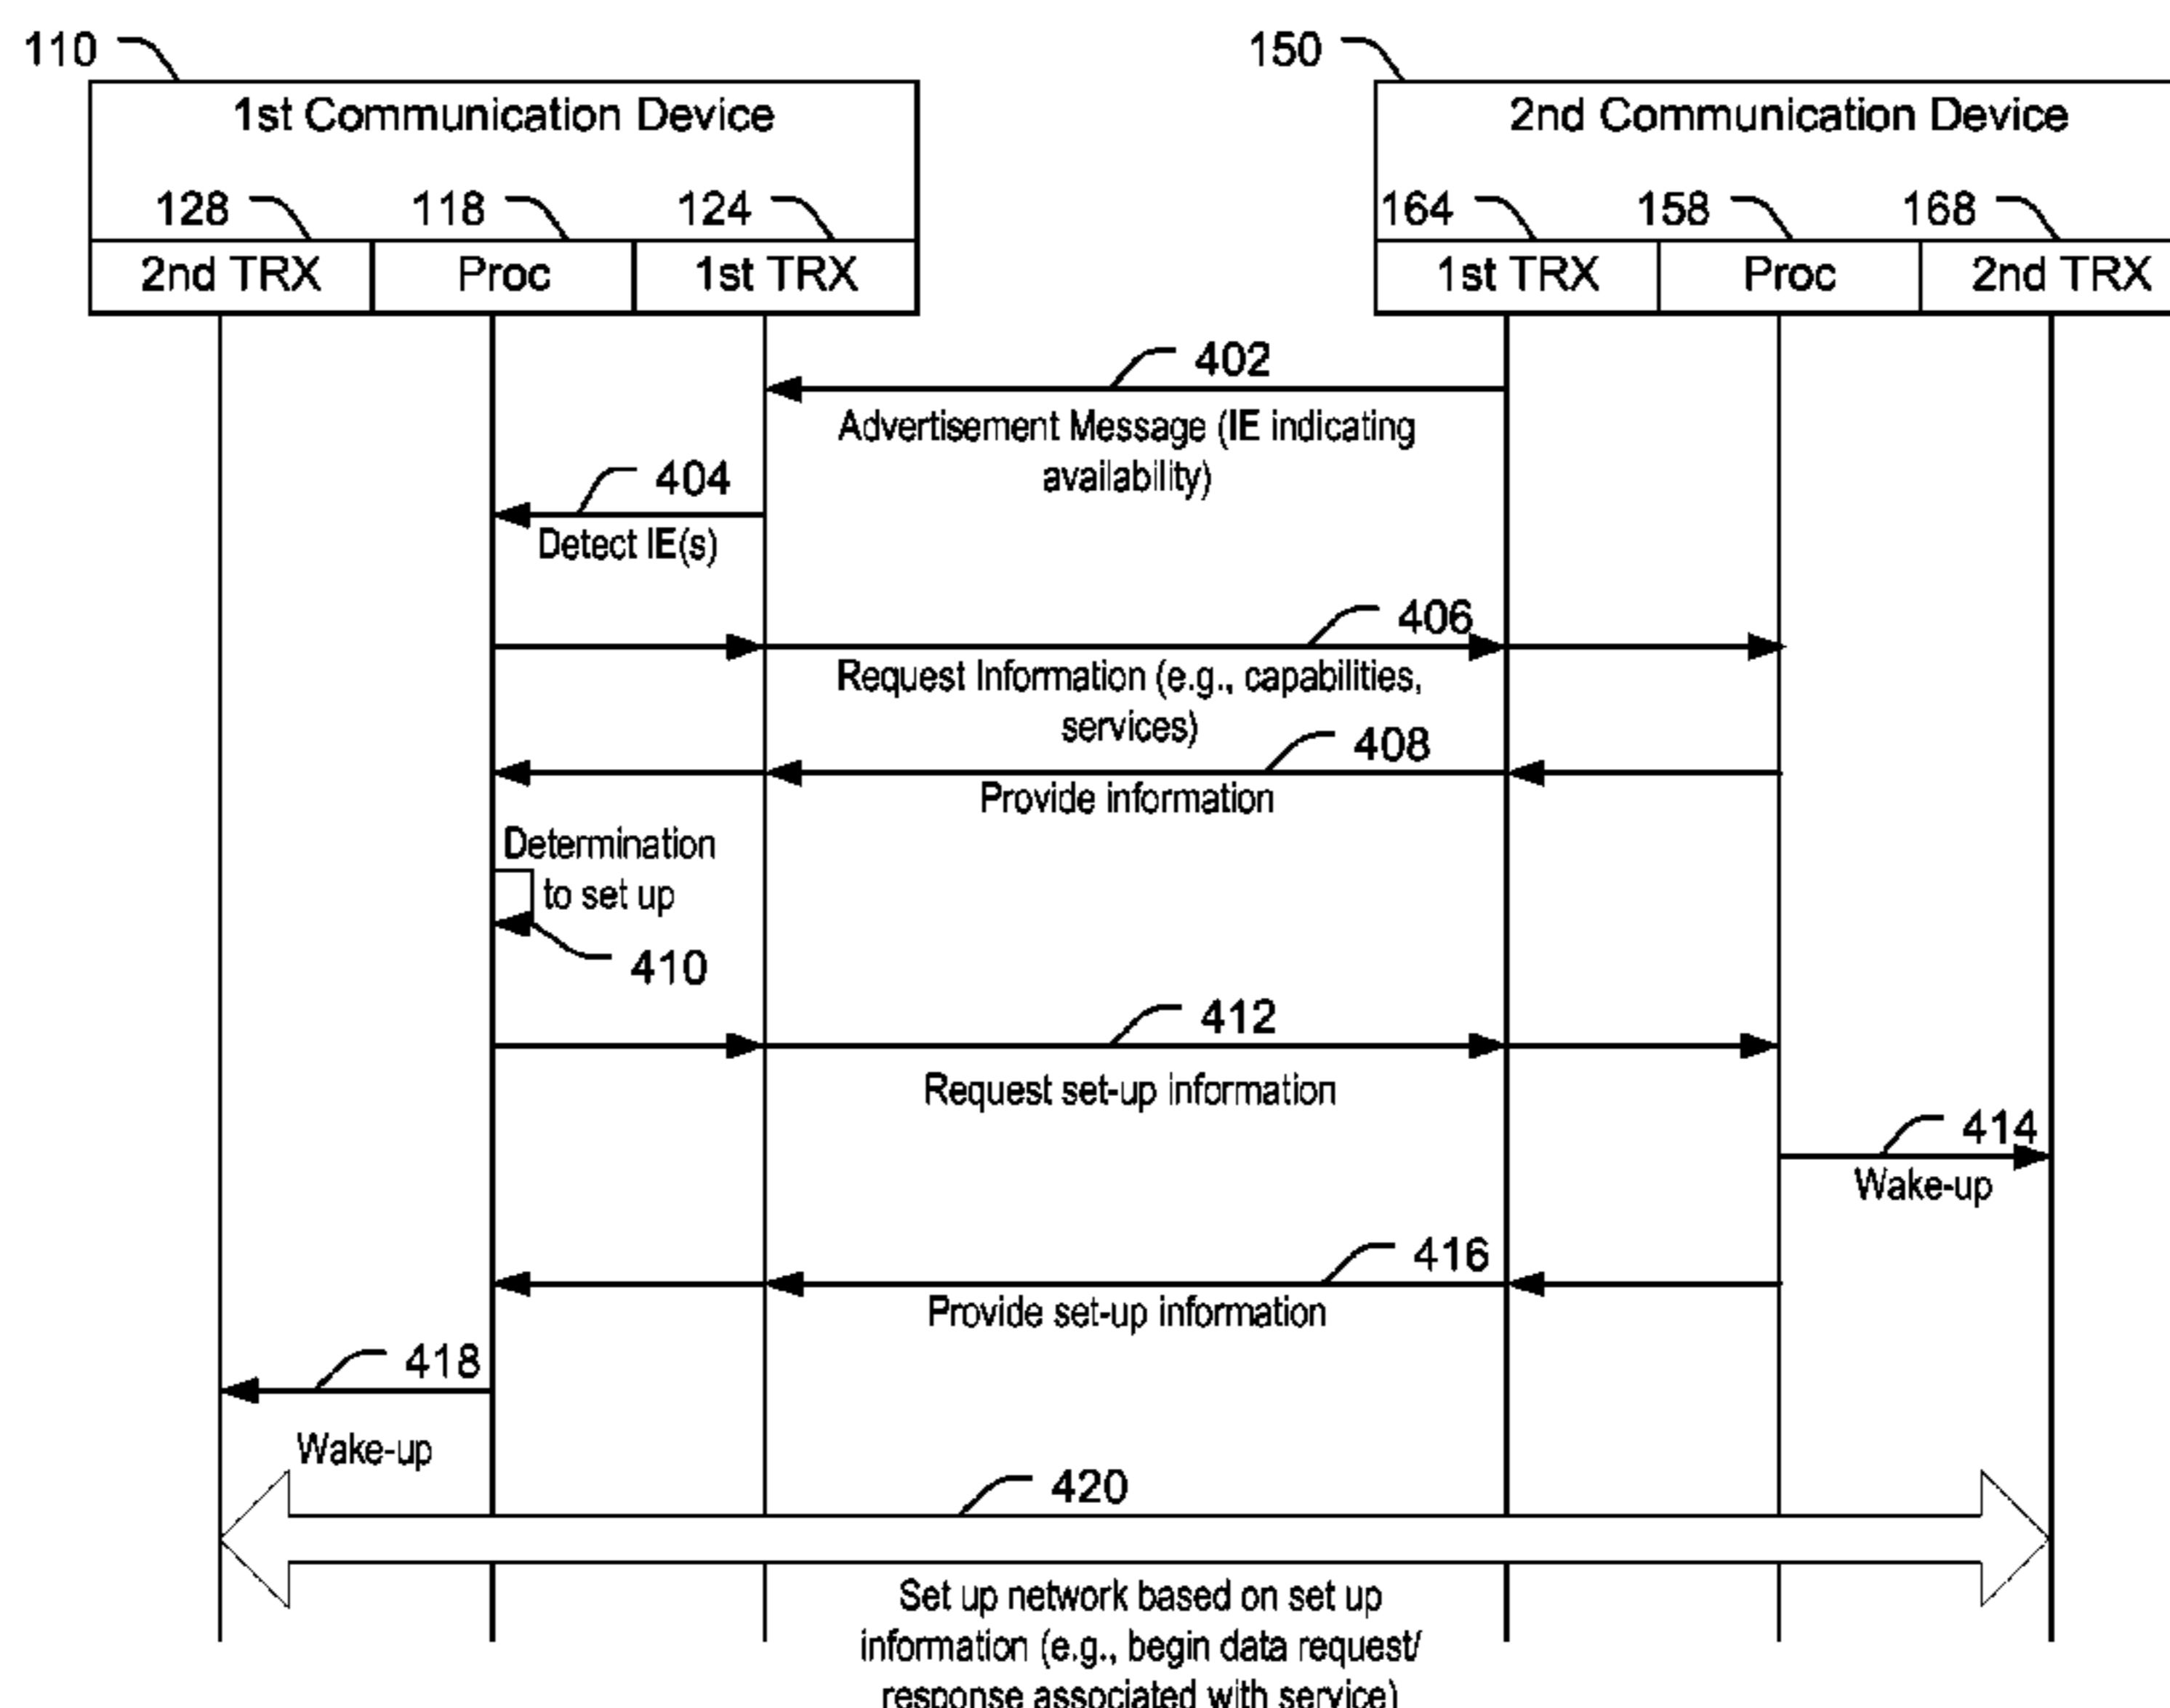 110
150
1st Communication Device
2nd Communication Device
128
118
124
164
158
168
2nd TRX
Proc
1st TRX
1st TRX
Proc
2nd TRX
402
Advertisement Message (IE indicating
availability)
404
Detect IE(s)
406
Request Information (e.g., capabilities,
services)
408
Provide information
Determination
to set up
410
412
Request set-up information
414
Wake-up
416
Provide set-up information
418
Wake-up
420
Set up network based on set up
information (e.g., begin data request/
response associated with service)